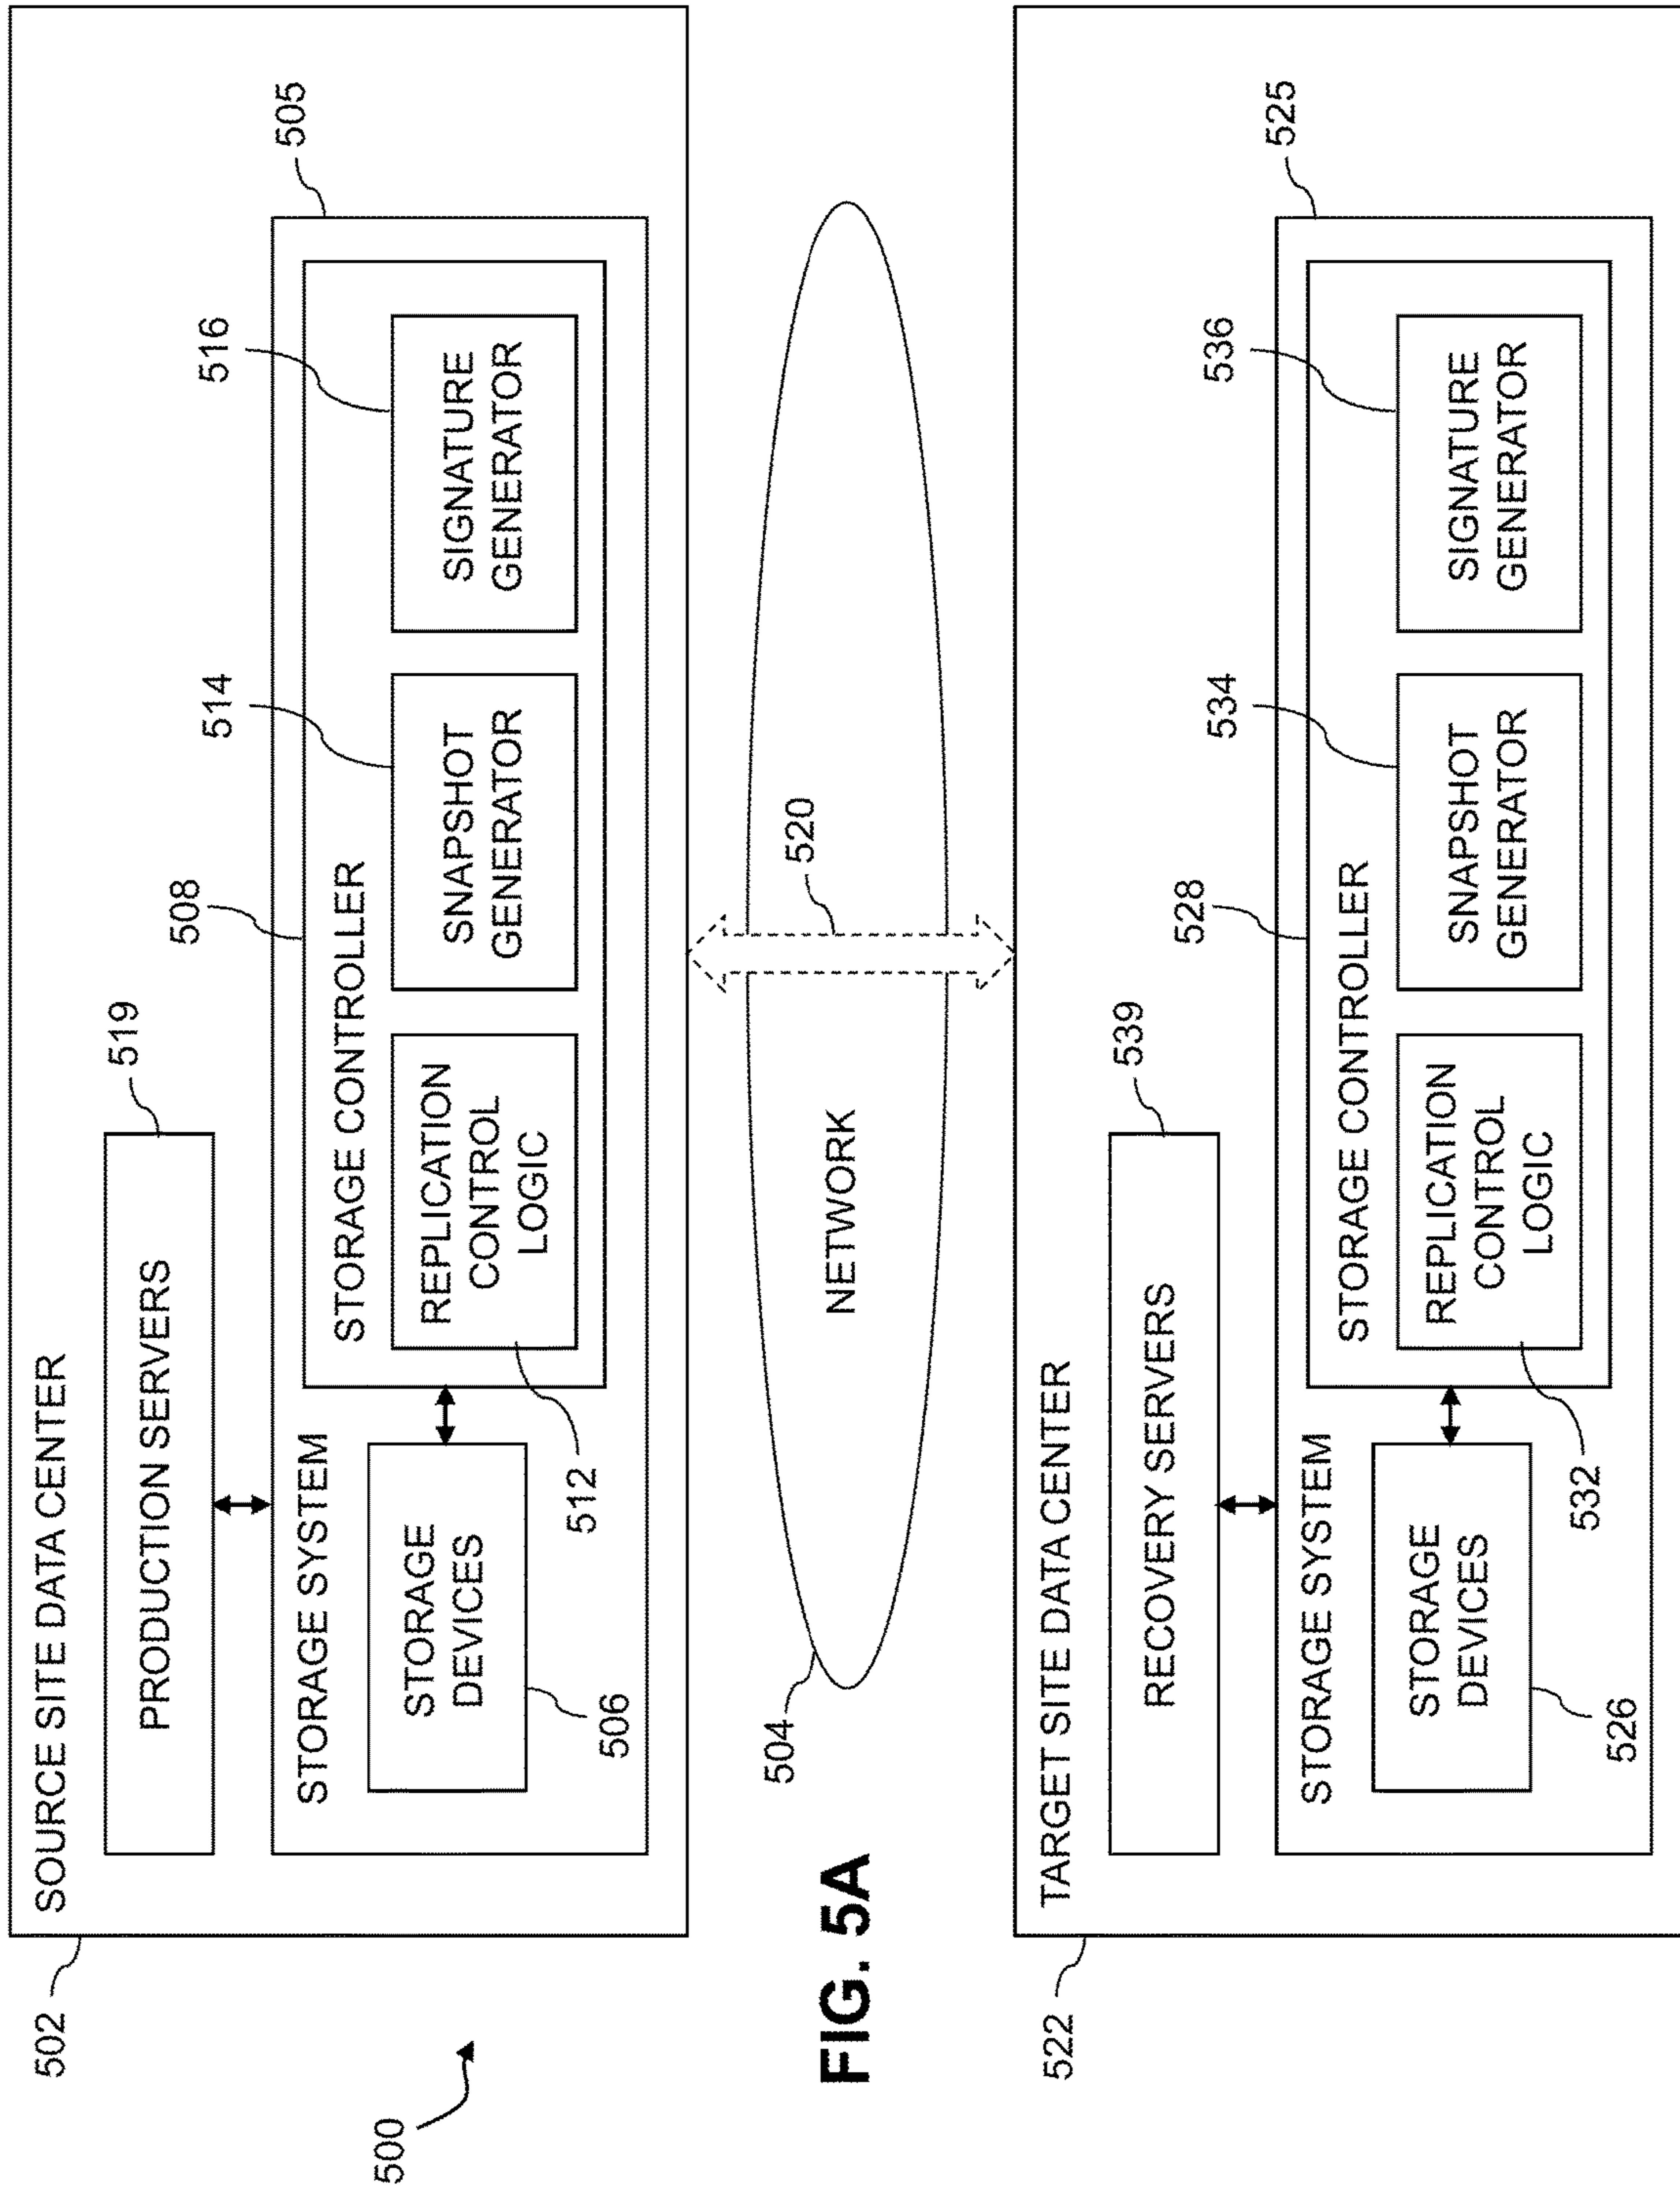 500
502
SOURCE SITE DATA CENTER
PRODUCTION SERVERS
519
STORAGE SYSTEM
505
STORAGE
DEVICES
506
508
STORAGE CONTROLLER
REPLICATION
CONTROL
LOGIC
512
514
SNAPSHOT
GENERATOR
516
SIGNATURE
GENERATOR
504
NETWORK
520
FIG. 5A
522
TARGET SITE DATA CENTER
RECOVERY SERVERS
539
STORAGE SYSTEM
525
STORAGE
DEVICES
526
528
STORAGE CONTROLLER
REPLICATION
CONTROL
LOGIC
532
534
SNAPSHOT
GENERATOR
536
SIGNATURE
GENERATOR